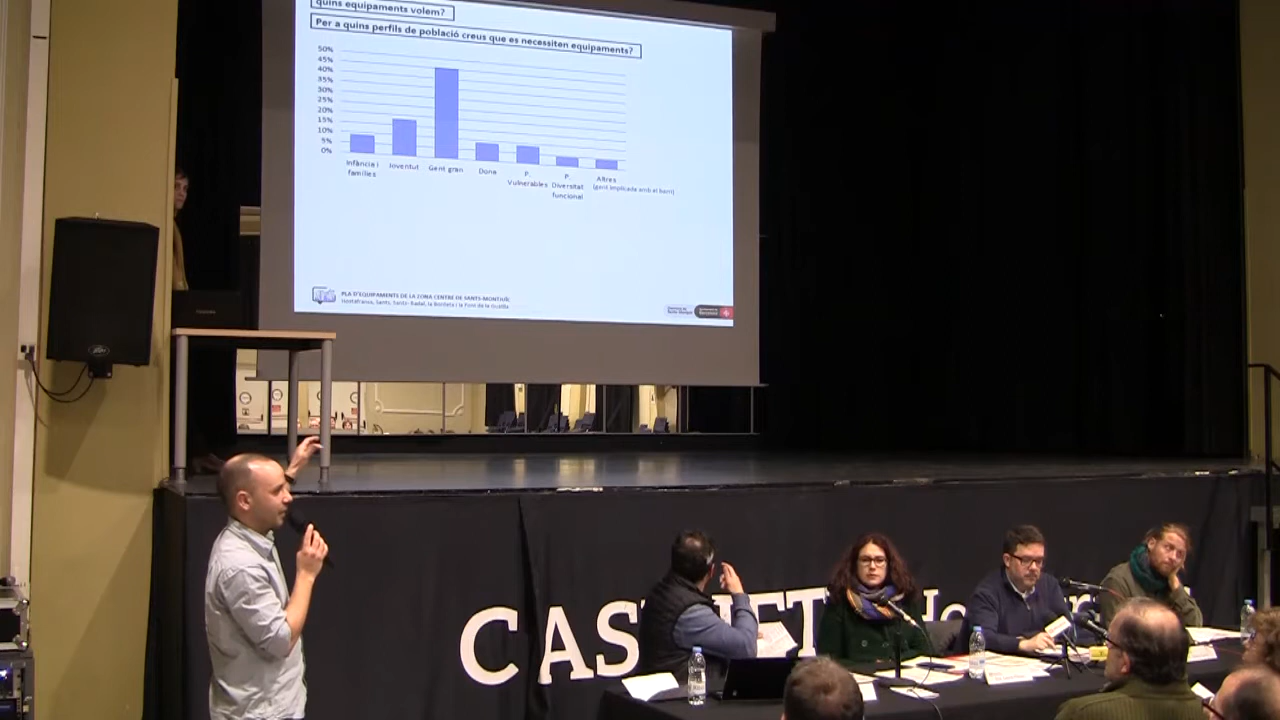 quins equipaments volem?
Per a quins perfils de població creus que es necessiten equipaments?
50%
45%
40%
35%
30%
25%
20%
15%
10%
5%
0%
Infància i famílies
Joventut
Gent gran
Dona
P. Vulnerables
P. Diversitat funcional
Altres
(gent implicada amb el barri)
PLA D'EQUIPAMENTS DE LA ZONA CENTRE DE SANTS-MONTJUÏC
Hostafrancs, Sants, Sants-Badal, la Bordeta i la Font de la Guatlla
CAS